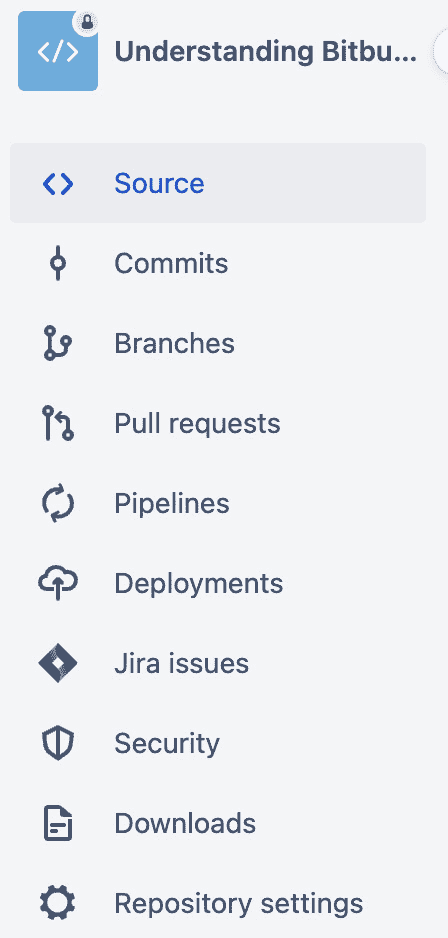 Understanding Bitbu...
Source
Commits
Branches
Pull requests
Pipelines
Deployments
Jira issues
Security
Downloads
Repository settings